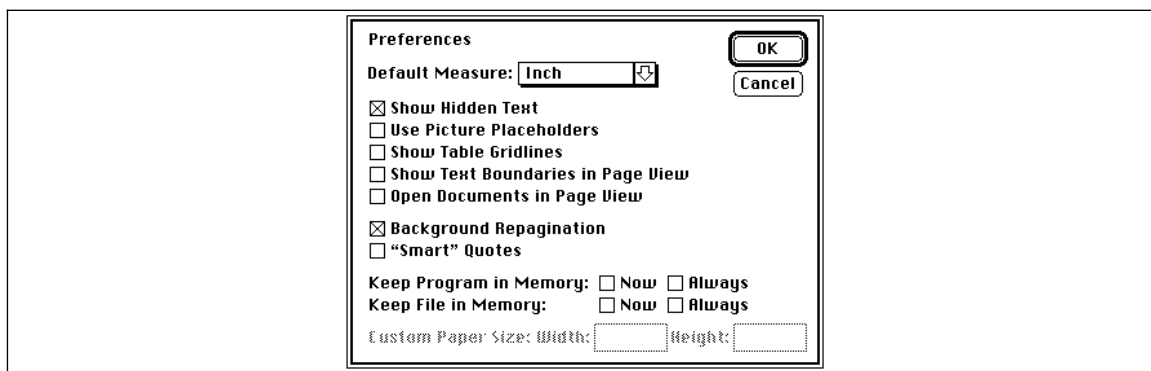 Preferences
OK
Default Measure: Inch
Cancel
Show Hidden Text
Use Picture Placeholders
Show Table Gridlines
Show Text Boundaries in Page View
Open Documents in Page View
Background Repagination
“Smart” Quotes
Keep Program in Memory: Now Always
Keep File in Memory: Now Always
Custom Paper Size: Width: Height: